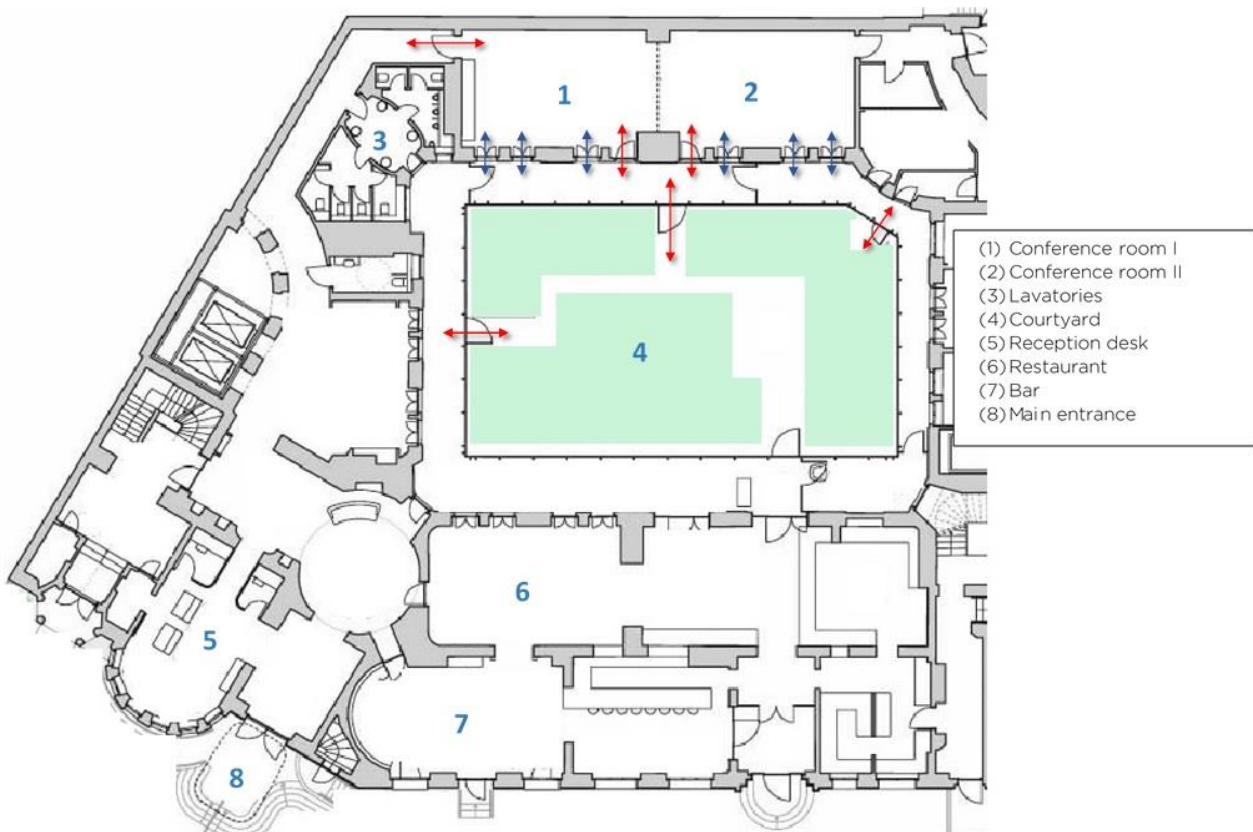 1
2
3
(1) Conference room I
(2) Conference room II
(3) Lavatories
(4) Courtyard
(5) Reception desk
(6) Restaurant
(7) Bar
(8) Main entrance
4
6
5
7
8